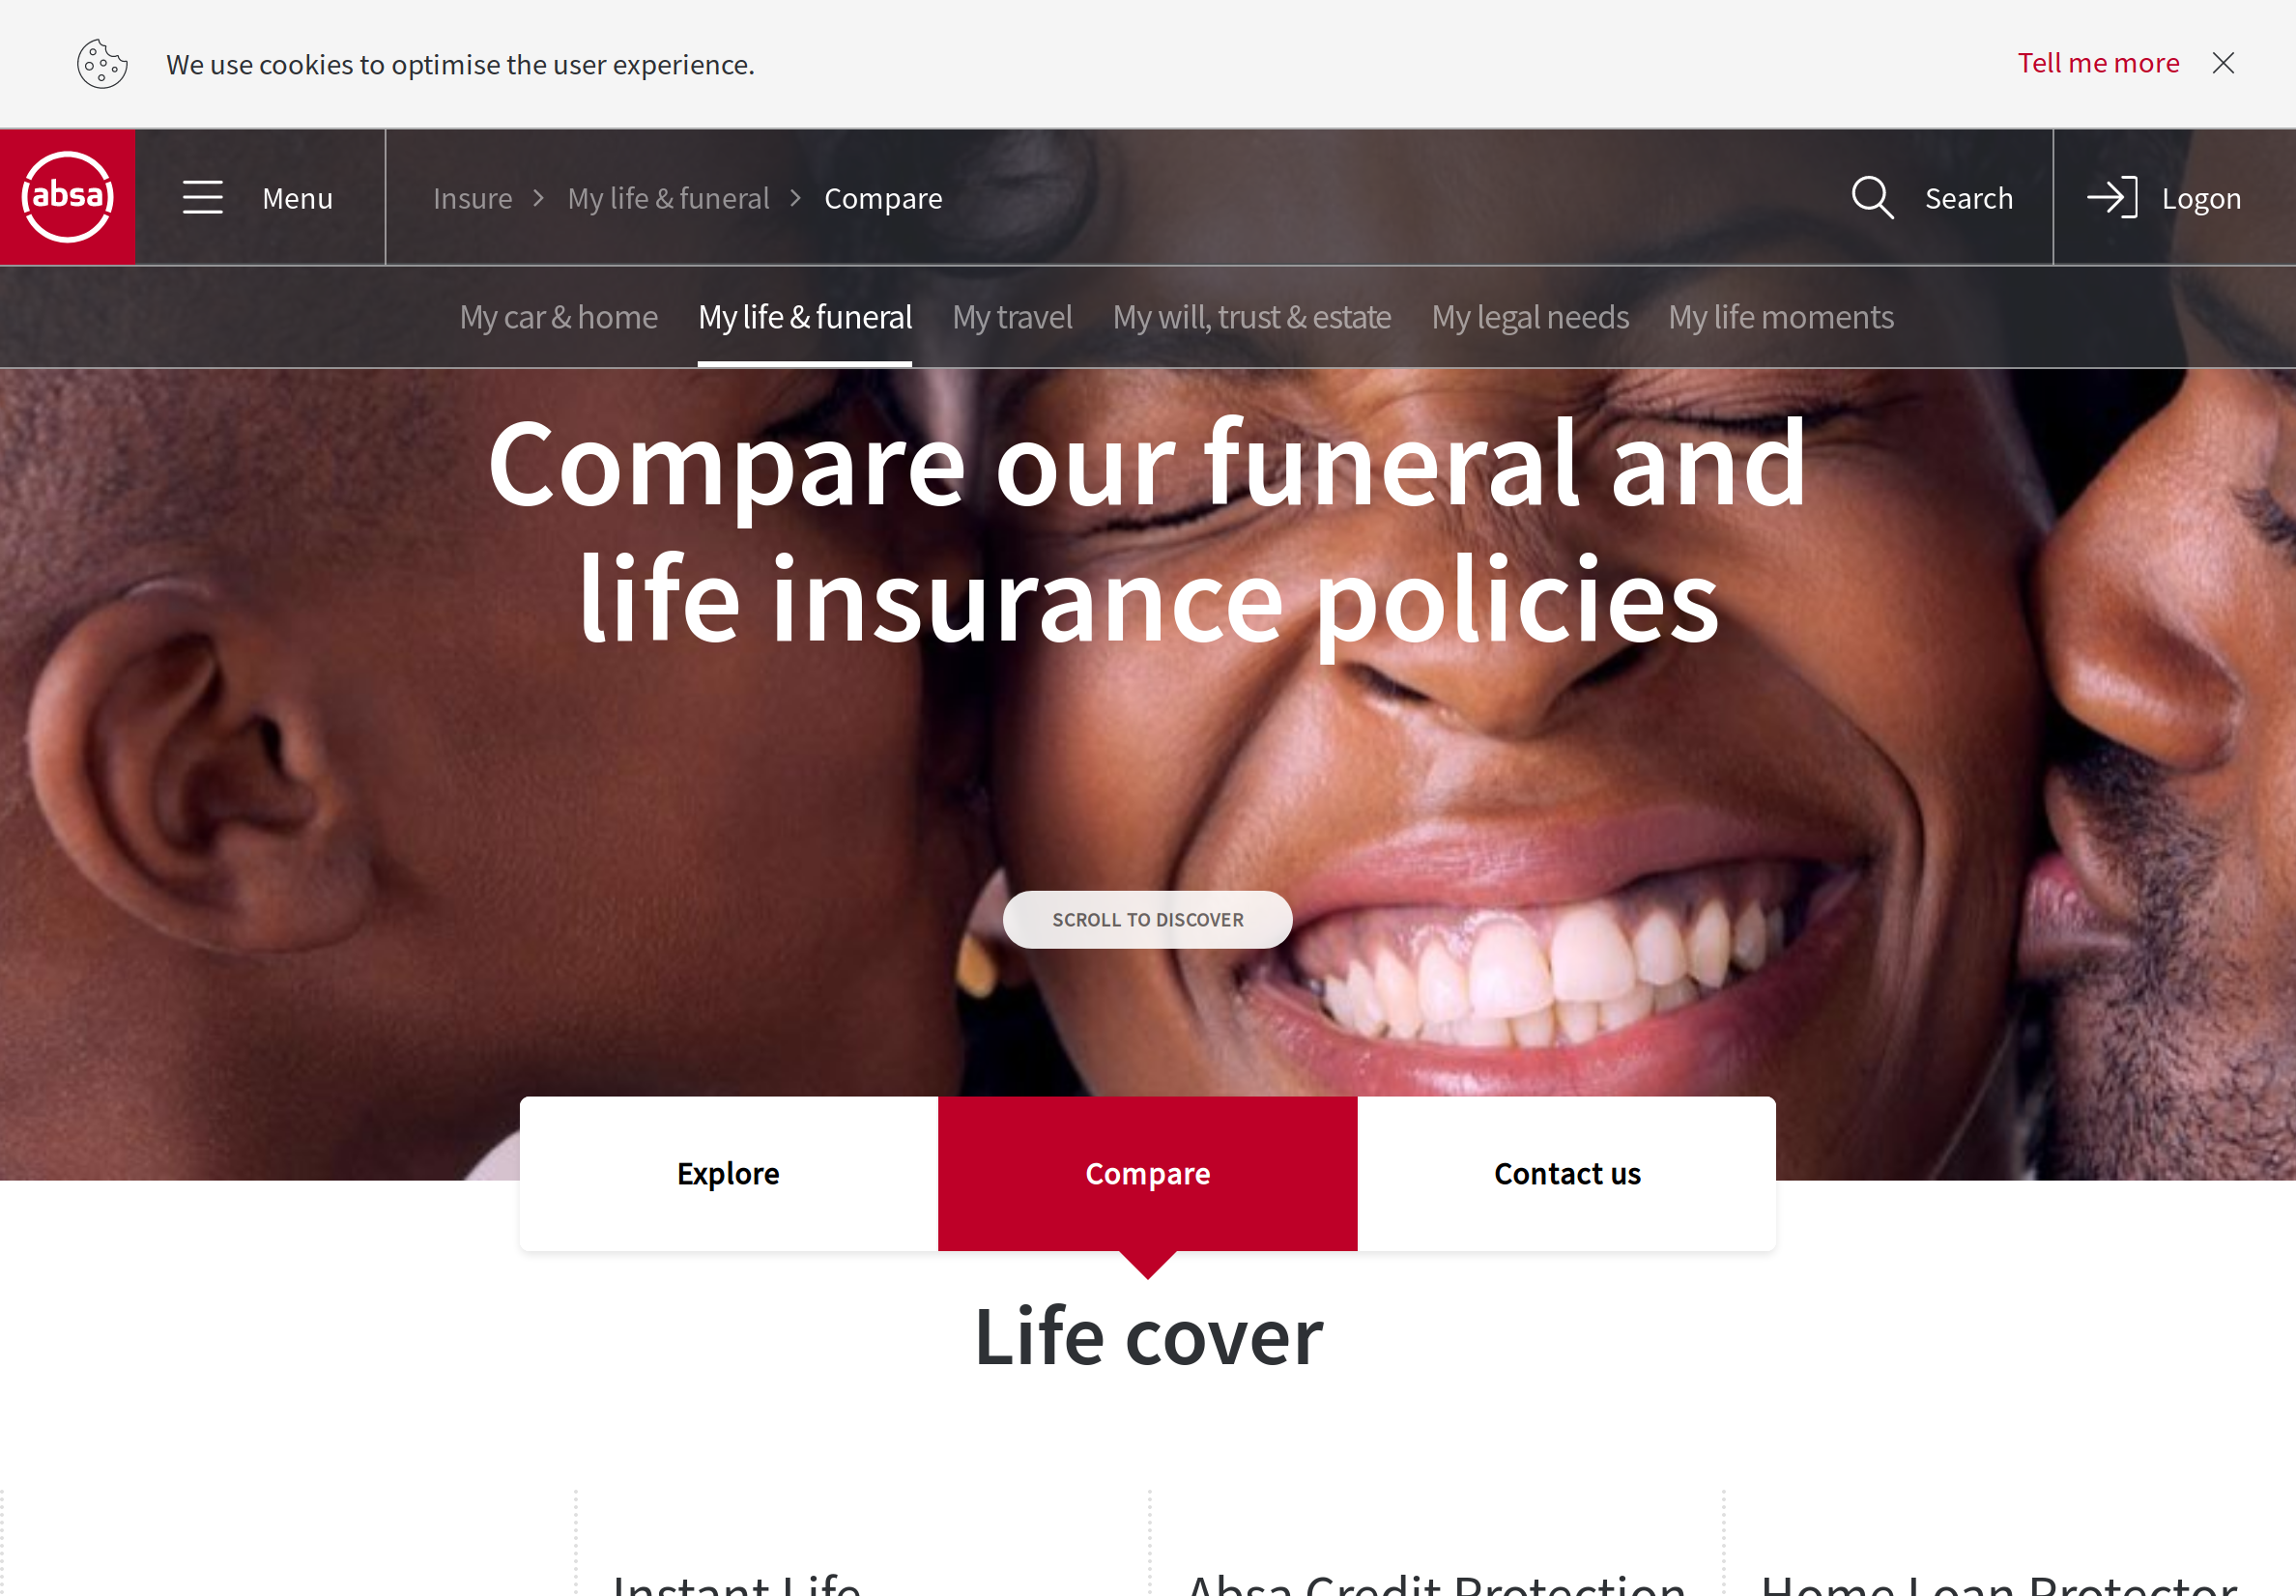 We use cookies to optimise the user experience.
Tell me more
absa
Menu
Insure
My life & funeral
Compare
Search
Logon
My car & home
My life & funeral
My travel
My will, trust & estate
My legal needs
My life moments
Compare our funeral and
life insurance policies
SCROLL TO DISCOVER
Explore
Compare
Contact us
Life cover
Instant Life
Absa Credit Protection
Home Loan Protector